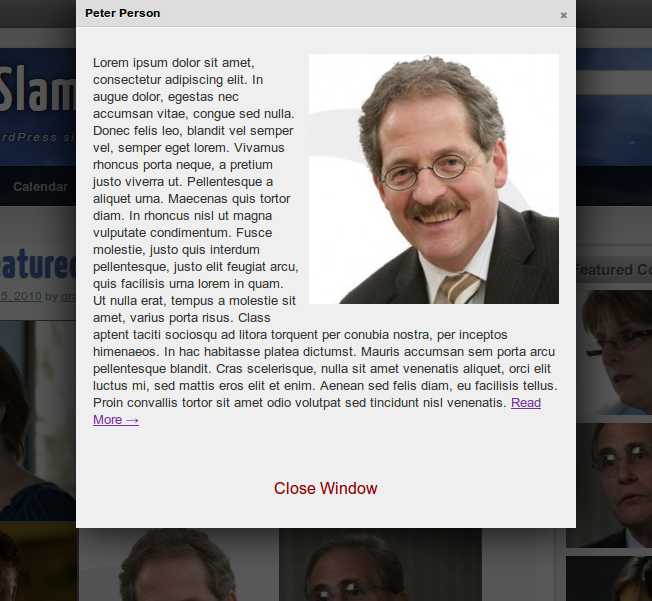 Peter Person
×
Slam
rdPress s
Calendar
atured
5, 2010 by gra
Featured Co
Lorem ipsum dolor sit amet,
consectetur adipiscing elit. In
augue dolor, egestas nec
accumsan vitae, congue sed nulla.
Donec felis leo, blandit vel semper
vel, semper eget lorem. Vivamus
rhoncus porta neque, a pretium
justo viverra ut. Pellentesque a
aliquet urna. Maecenas quis tortor
diam. In rhoncus nisl ut magna
vulputate condimentum. Fusce
molestie, justo quis interdum
pellentesque, justo elit feugiat arcu,
quis facilisis urna lorem in quam.
Ut nulla erat, tempus a molestie sit
amet, varius porta risus. Class
aptent taciti sociosqu ad litora torquent per conubia nostra, per inceptos
himenaeos. In hac habitasse platea dictumst. Mauris accumsan sem porta arcu
pellentesque blandit. Cras scelerisque, nulla sit amet venenatis aliquet, orci elit
luctus mi, sed mattis eros elit et enim. Aenean sed felis diam, eu facilisis tellus.
Proin convallis tortor sit amet odio volutpat sed tincidunt nisl venenatis. Read
More →
Close Window